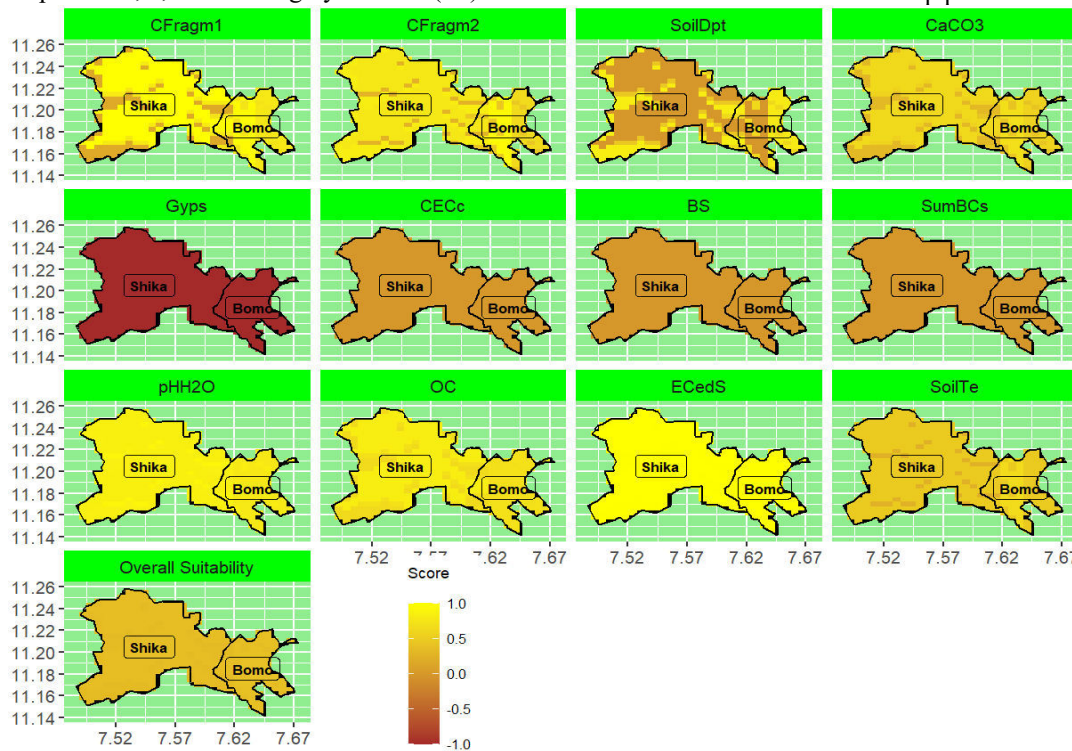 CFragm1 CFragm2 SoilDpt CaCO3
11.26
11.24
11.22
11.20 Shika Shika Shika Shika
11.18 Bomo Bomo Bomo Bomo
11.16
11.14
Gyps CECc BS SumBCs
11.26
11.24
11.22
11.20 Shika Shika Shika Shika
11.18 Bomo Bomo Bomo Bomo
11.16
11.14
pHH2O OC ECedS SoilTe
11.26
11.24
11.22
11.20 Shika Shika Shika Shika
11.18 Bomo Bomo Bomo Bomo
11.16
11.14
7.52 7.62 7.67 7.52 7.57 7.62 7.67 7.52 7.57 7.62 7.67
Overall Suitability
11.26
11.24
11.22
11.20 Shika
11.18 Bomo
11.16
11.14
7.52 7.57 7.62 7.67
Score
1.0
0.5
0.0
-0.5
-1.0